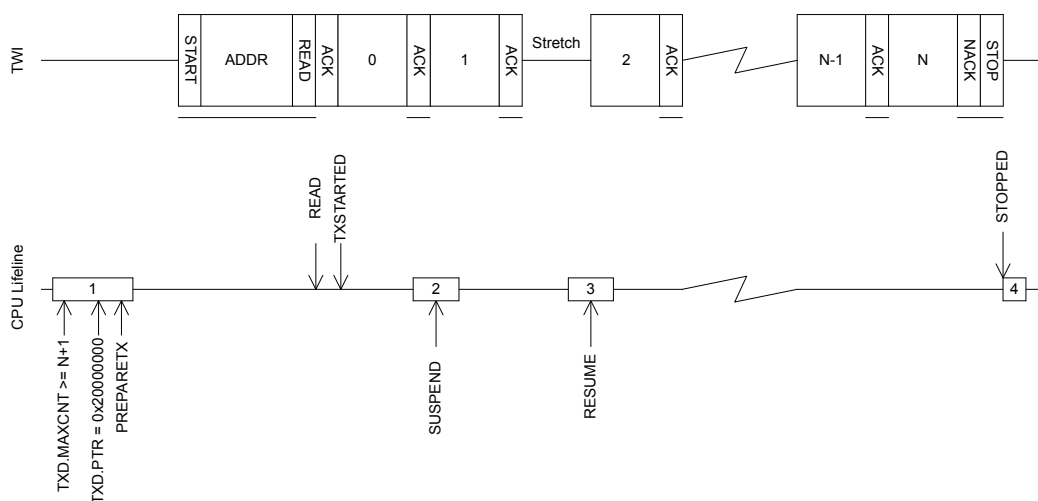 TWI
START
ADDR
READ
ACK
0
ACK
1
ACK
Stretch
2
ACK
N-1
ACK
N
NACK
STOP
READ
TXSTARTED
STOPPED
CPU Lifeline
1
2
3
4
TXD.MAXCNT >= N+1
TXD.PTR = 0x20000000
PREPARETX
SUSPEND
RESUME